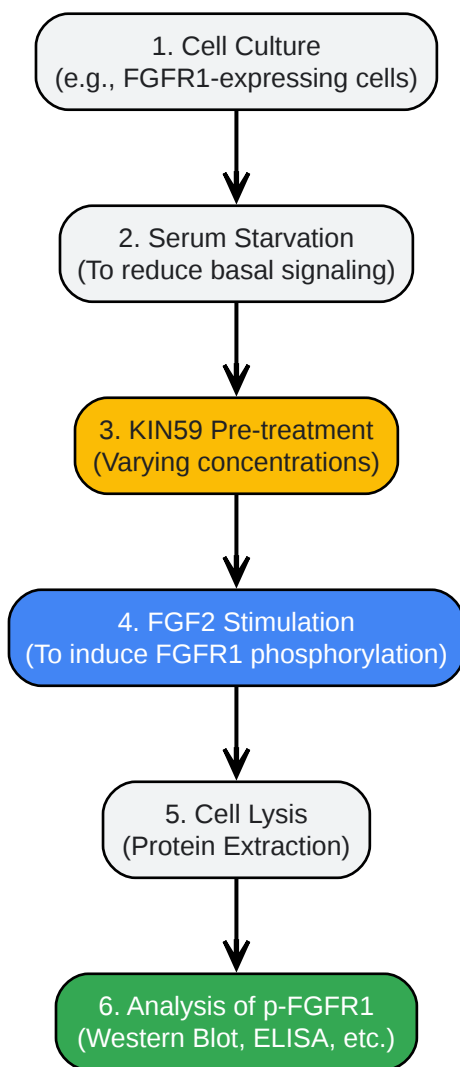 1. Cell Culture
(e.g., FGFR1-expressing cells)
2. Serum Starvation
(To reduce basal signaling)
3. KIN59 Pre-treatment
(Varying concentrations)
4. FGF2 Stimulation
(To induce FGFR1 phosphorylation)
5. Cell Lysis
(Protein Extraction)
6. Analysis of p-FGFR1
(Western Blot, ELISA, etc.)